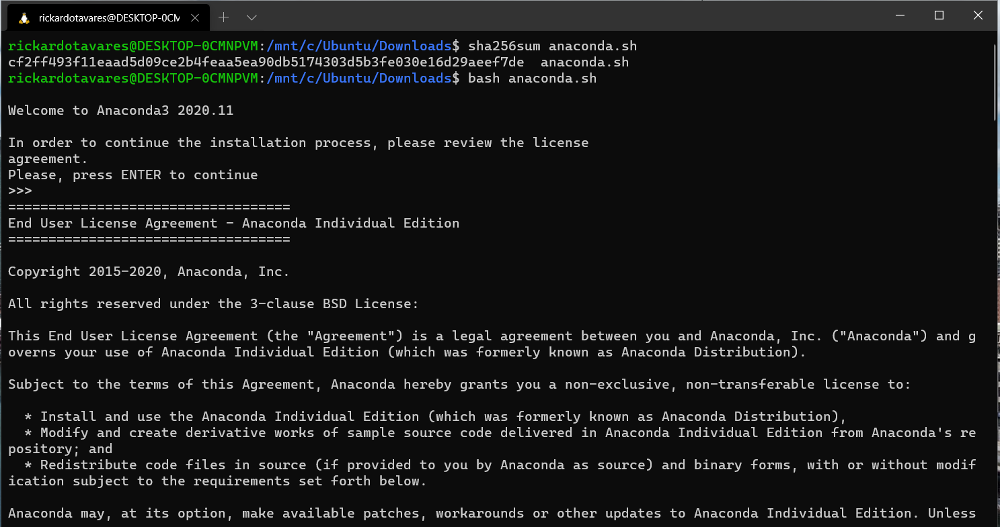 rickardotavares@DESKTOP-0CM
rickardotavares@DESKTOP-0CMNPVM:/mnt/c/Ubuntu/Downloads$ sha256sum anaconda.sh
cf2ff493f11eaad5d09ce2b4feaa5ea90db5174303d5b3fe030e16d29aeef7de  anaconda.sh
rickardotavares@DESKTOP-0CMNPVM:/mnt/c/Ubuntu/Downloads$ bash anaconda.sh
Welcome to Anaconda3 2020.11
In order to continue the installation process, please review the license
agreement.
Please, press ENTER to continue
>>>
===================================
End User License Agreement - Anaconda Individual Edition
===================================
Copyright 2015-2020, Anaconda, Inc.
All rights reserved under the 3-clause BSD License:
This End User License Agreement (the "Agreement") is a legal agreement between you and Anaconda, Inc. ("Anaconda") and g
overns your use of Anaconda Individual Edition (which was formerly known as Anaconda Distribution).
Subject to the terms of this Agreement, Anaconda hereby grants you a non-exclusive, non-transferable license to:
  * Install and use the Anaconda Individual Edition (which was formerly known as Anaconda Distribution),
  * Modify and create derivative works of sample source code delivered in Anaconda Individual Edition from Anaconda's re
pository; and
  * Redistribute code files in source (if provided to you by Anaconda as source) and binary forms, with or without modif
ication subject to the requirements set forth below.
Anaconda may, at its option, make available patches, workarounds or other updates to Anaconda Individual Edition. Unless